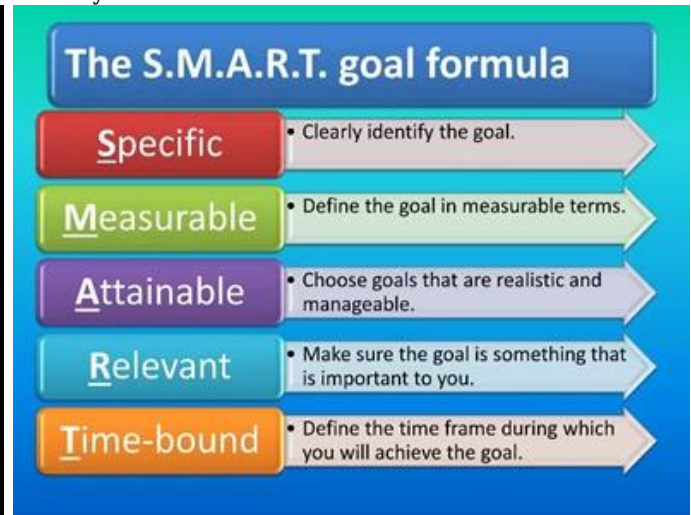 The S.M.A.R.T. goal formula
Specific
• Clearly identify the goal.
Measurable
• Define the goal in measurable terms.
Attainable
• Choose goals that are realistic and
manageable.
Relevant
• Make sure the goal is something that
is important to you.
Time-bound
• Define the time frame during which
you will achieve the goal.